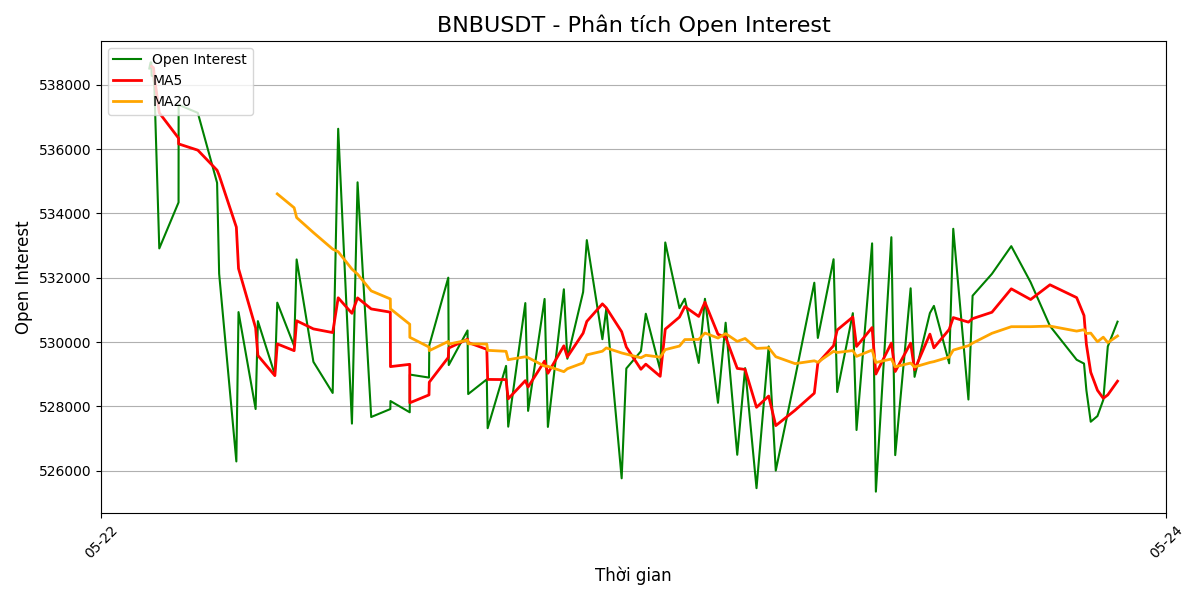 BNBUSDT - Phân tích Open Interest
Open Interest
MA5
MA20
538000
536000
534000
532000
530000
528000
526000
Open Interest
05-22
05-24
Thời gian